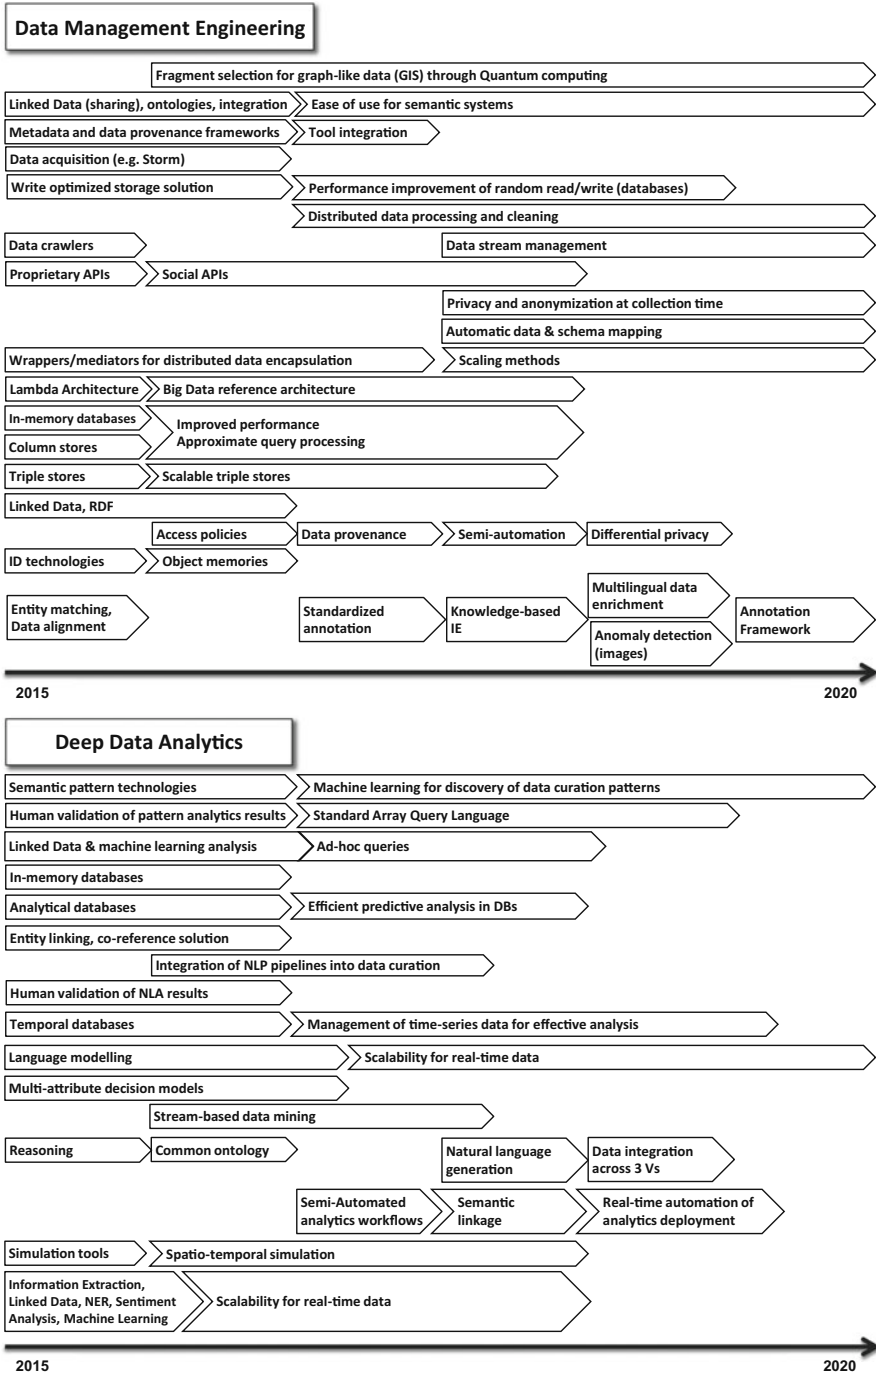 Data Management Engineering
Fragment selection for graph-like data (GIS) through Quantum computing
Linked Data (sharing), ontologies, integration
Ease of use for semantic systems
Metadata and data provenance frameworks
Tool integration
Data acquisition (e.g. Storm)
Write optimized storage solution
Performance improvement of random read/write (databases)
Distributed data processing and cleaning
Data crawlers
Data stream management
Proprietary APIs
Social APIs
Privacy and anonymization at collection time
Automatic data & schema mapping
Wrappers/mediators for distributed data encapsulation
Scaling methods
Lambda Architecture
Big Data reference architecture
In-memory databases
Column stores
Improved performance
Approximate query processing
Triple stores
Scalable triple stores
Linked Data, RDF
Access policies
Data provenance
Semi-automation
Differential privacy
ID technologies
Object memories
Entity matching,
Data alignment
Standardized
annotation
Knowledge-based
IE
Multilingual data
enrichment
Anomaly detection
(images)
Annotation
Framework
2015
2020
Deep Data Analytics
Semantic pattern technologies
Machine learning for discovery of data curation patterns
Human validation of pattern analytics results
Standard Array Query Language
Linked Data & machine learning analysis
Ad-hoc queries
In-memory databases
Analytical databases
Efficient predictive analysis in DBs
Entity linking, co-reference solution
Integration of NLP pipelines into data curation
Human validation of NLA results
Temporal databases
Management of time-series data for effective analysis
Language modelling
Scalability for real-time data
Multi-attribute decision models
Stream-based data mining
Reasoning
Common ontology
Natural language
generation
Data integration
across 3 Vs
Semi-Automated
analytics workflows
Semantic
linkage
Real-time automation of
analytics deployment
Simulation tools
Spatio-temporal simulation
Information Extraction,
Linked Data, NER, Sentiment
Analysis, Machine Learning
Scalability for real-time data
2015
2020